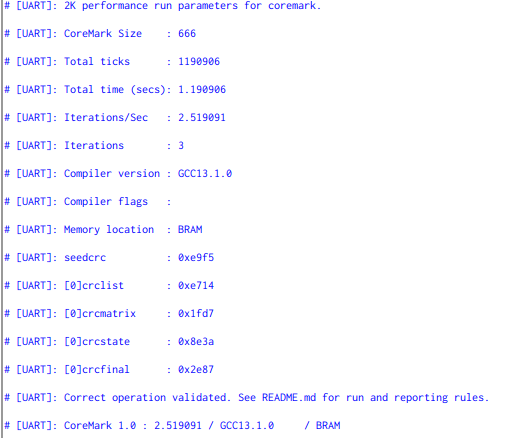 # [UART]: 2K performance run parameters for coremark.
# [UART]: CoreMark Size    : 666
# [UART]: Total ticks      : 1190906
# [UART]: Total time (secs): 1.190906
# [UART]: Iterations/Sec   : 2.519091
# [UART]: Iterations       : 3
# [UART]: Compiler version : GCC13.1.0
# [UART]: Compiler flags   :
# [UART]: Memory location  : BRAM
# [UART]: seedcrc          : 0xe9f5
# [UART]: [0]crclist       : 0xe714
# [UART]: [0]crcmatrix     : 0x1fd7
# [UART]: [0]crcstate      : 0x8e3a
# [UART]: [0]crcfinal      : 0x2e87
# [UART]: Correct operation validated. See README.md for run and reporting rules.
# [UART]: CoreMark 1.0 : 2.519091 / GCC13.1.0     / BRAM